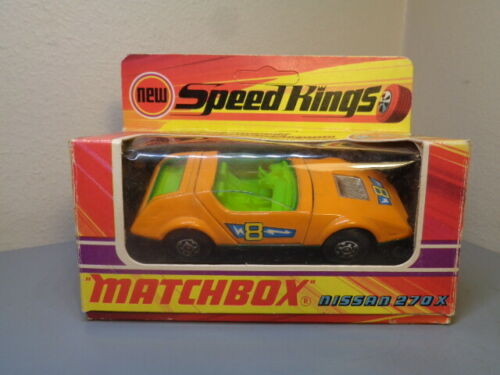 new
Speed Kings
8
8
"MATCHBOX"®
NISSAN 270X